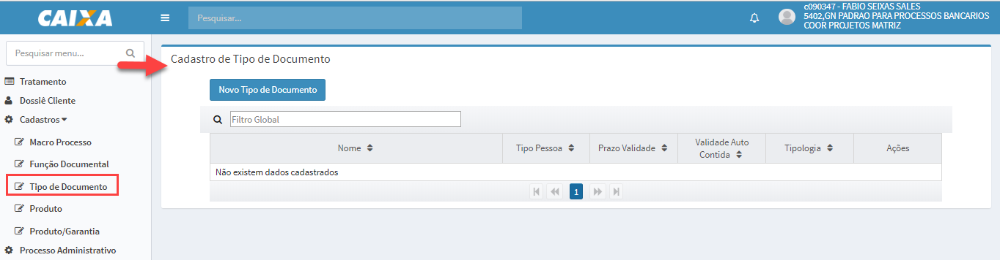 CAIXA
Pesquisar...
c090347 - FABIO SEIXAS SALES
5402,GN PADRAO PARA PROCESSOS BANCARIOS
COOR PROJETOS MATRIZ
Pesquisar menu...
Tratamento
Dossiê Cliente
Cadastros
Macro Processo
Função Documental
Tipo de Documento
Produto
Produto/Garantia
Processo Administrativo
Cadastro de Tipo de Documento
Novo Tipo de Documento
Filtro Global
Nome
Tipo Pessoa
Prazo Validade
Validade Auto
Contida
Tipologia
Ações
Não existem dados cadastrados
1